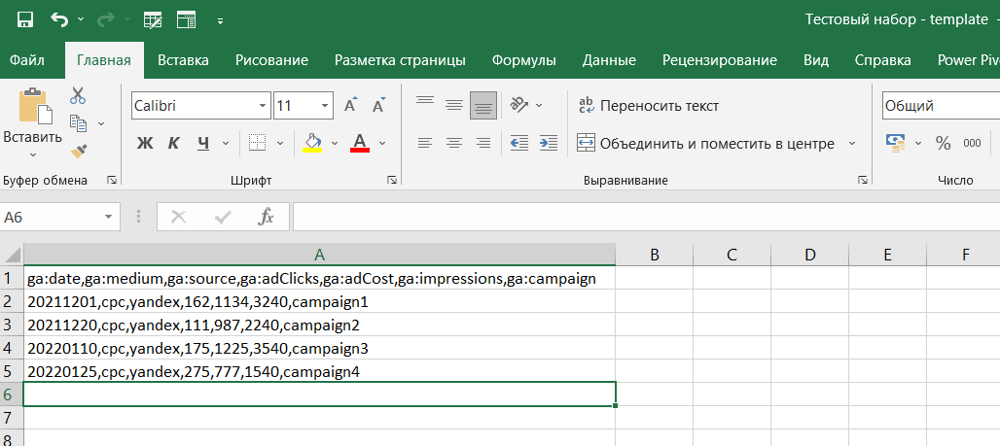 Тестовый набор - template -
Файл Главная Вставка Рисование Разметка страницы Формулы Данные Рецензирование Вид Справка Power Piv
Вставить
Calibri 11 A A
Ж К Ч A
ab Переносить текст
Объединить и поместить в центре
Общий
% 000
Буфер обмена Шрифт Выравнивание Число
A6 fx
A B C D E F
1 ga:date,ga:medium,ga:source,ga:adClicks,ga:adCost,ga:impressions,ga:campaign
2 20211201,cpc,yandex,162,1134,3240,campaign1
3 20211220,cpc,yandex,111,987,2240,campaign2
4 20220110,cpc,yandex,175,1225,3540,campaign3
5 20220125,cpc,yandex,275,777,1540,campaign4
6
7
8